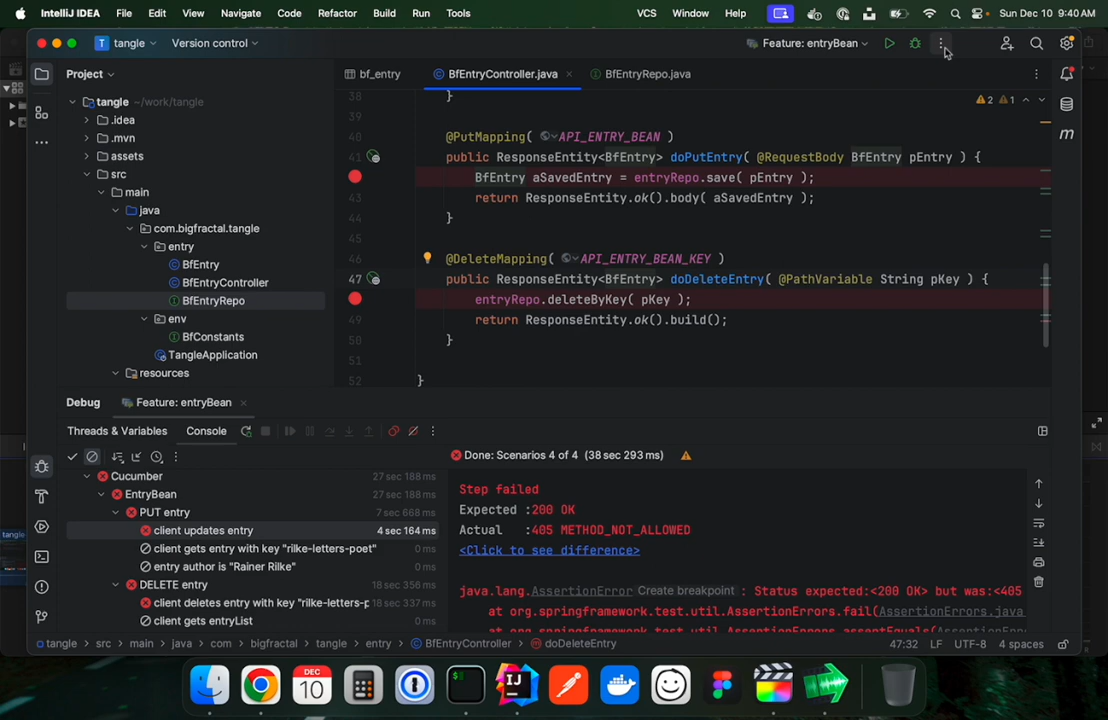 IntelliJ IDEA File Edit View Navigate Code Refactor Build Run Tools VCS Window Help Sun Dec 10 9:40 AM
T tangle Version control Feature: entryBean
Project
tangle ~/work/tangle
.idea
.mvn
assets
src
main
java
com.bigfractal.tangle
entry
BfEntry
BfEntryController
BfEntryRepo
env
BfConstants
TangleApplication
resources
bf_entry BfEntryController.java BfEntryRepo.java
2 1
38 }
39
40 @PutMapping( API_ENTRY_BEAN )
41 public ResponseEntity<BfEntry> doPutEntry( @RequestBody BfEntry pEntry ) {
BfEntry aSavedEntry = entryRepo.save( pEntry );
43 return ResponseEntity.ok().body( aSavedEntry );
44 }
45
46 @DeleteMapping( API_ENTRY_BEAN_KEY )
47 public ResponseEntity<BfEntry> doDeleteEntry( @PathVariable String pKey ) {
entryRepo.deleteByKey( pKey );
49 return ResponseEntity.ok().build();
50 }
51
52 }
Debug Feature: entryBean
Threads & Variables Console
Cucumber 27 sec 188 ms
EntryBean 27 sec 188 ms
PUT entry 7 sec 668 ms
client updates entry 4 sec 164 ms
client gets entry with key "rilke-letters-poet" 0 ms
entry author is "Rainer Rilke" 0 ms
DELETE entry 18 sec 356 ms
client deletes entry with key "rilke-letters-p 18 sec 337 ms
client gets entryList 0 ms
Done: Scenarios 4 of 4 (38 sec 293 ms)
Step failed
Expected :200 OK
Actual :405 METHOD_NOT_ALLOWED
<Click to see difference>
java.lang.AssertionError Create breakpoint : Status expected:<200 OK> but was:<405
at org.springframework.test.util.AssertionErrors.fail(AssertionErrors.java
at org.springframework.test.util.AssertionErrors.assertEquals(AssertionErrors
tangle > src > main > java > com > bigfractal > tangle > entry > BfEntryController > doDeleteEntry 47:32 LF UTF-8 4 spaces
DEC
10
IJ
tangle